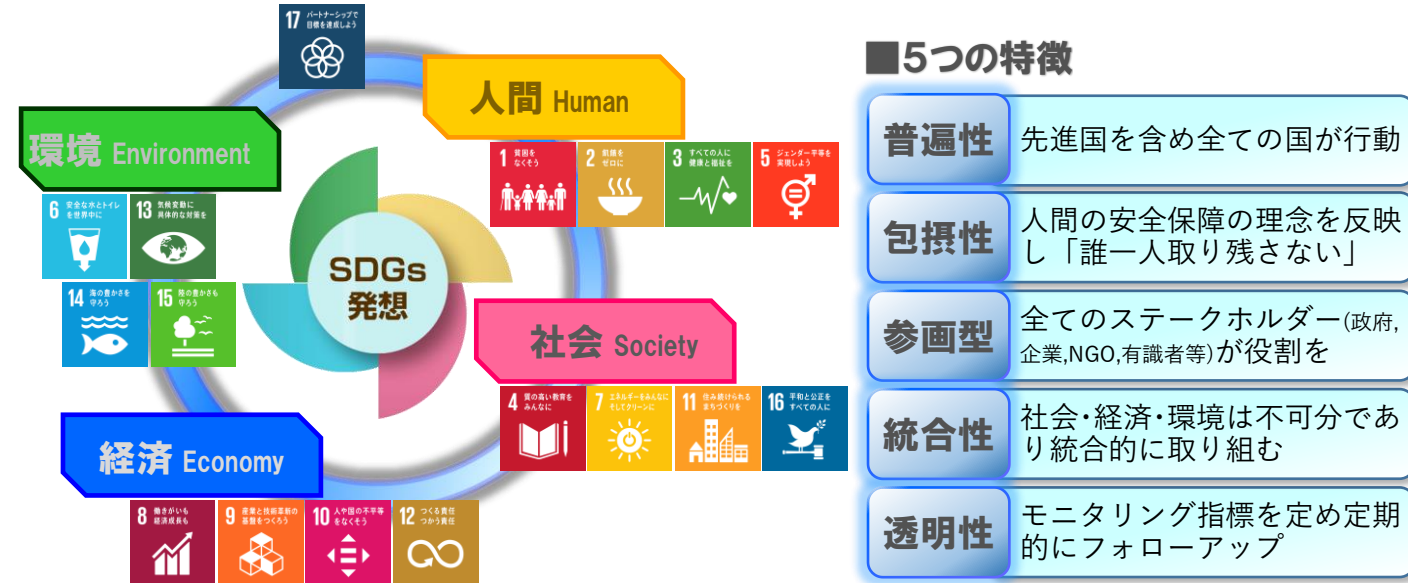 17 パートナーシップで
目標を達成しよう
人間 Human
1 貧困を
なくそう
2 飢餓を
ゼロに
3 すべての人に
健康と福祉を
5 ジェンダー平等を
実現しよう
環境 Environment
6 安全な水とトイレ
を世界中に
13 気候変動に
具体的な対策を
14 海の豊かさを
守ろう
15 陸の豊かさも
守ろう
SDGs
発想
社会 Society
4 質の高い教育を
みんなに
7 エネルギーをみんなに
そしてクリーンに
11 住み続けられる
まちづくりを
16 平和と公正を
すべての人に
経済 Economy
8 働きがいも
経済成長も
9 産業と技術革新の
基盤をつくろう
10 人や国の不平等
をなくそう
12 つくる責任
つかう責任
■5つの特徴
普遍性
先進国を含め全ての国が行動
包摂性
人間の安全保障の理念を反映
し「誰一人取り残さない」
参画型
全てのステークホルダー(政府,
企業,NGO,有識者等)が役割を
統合性
社会・経済・環境は不可分であ
り統合的に取り組む
透明性
モニタリング指標を定め定期
的にフォローアップ